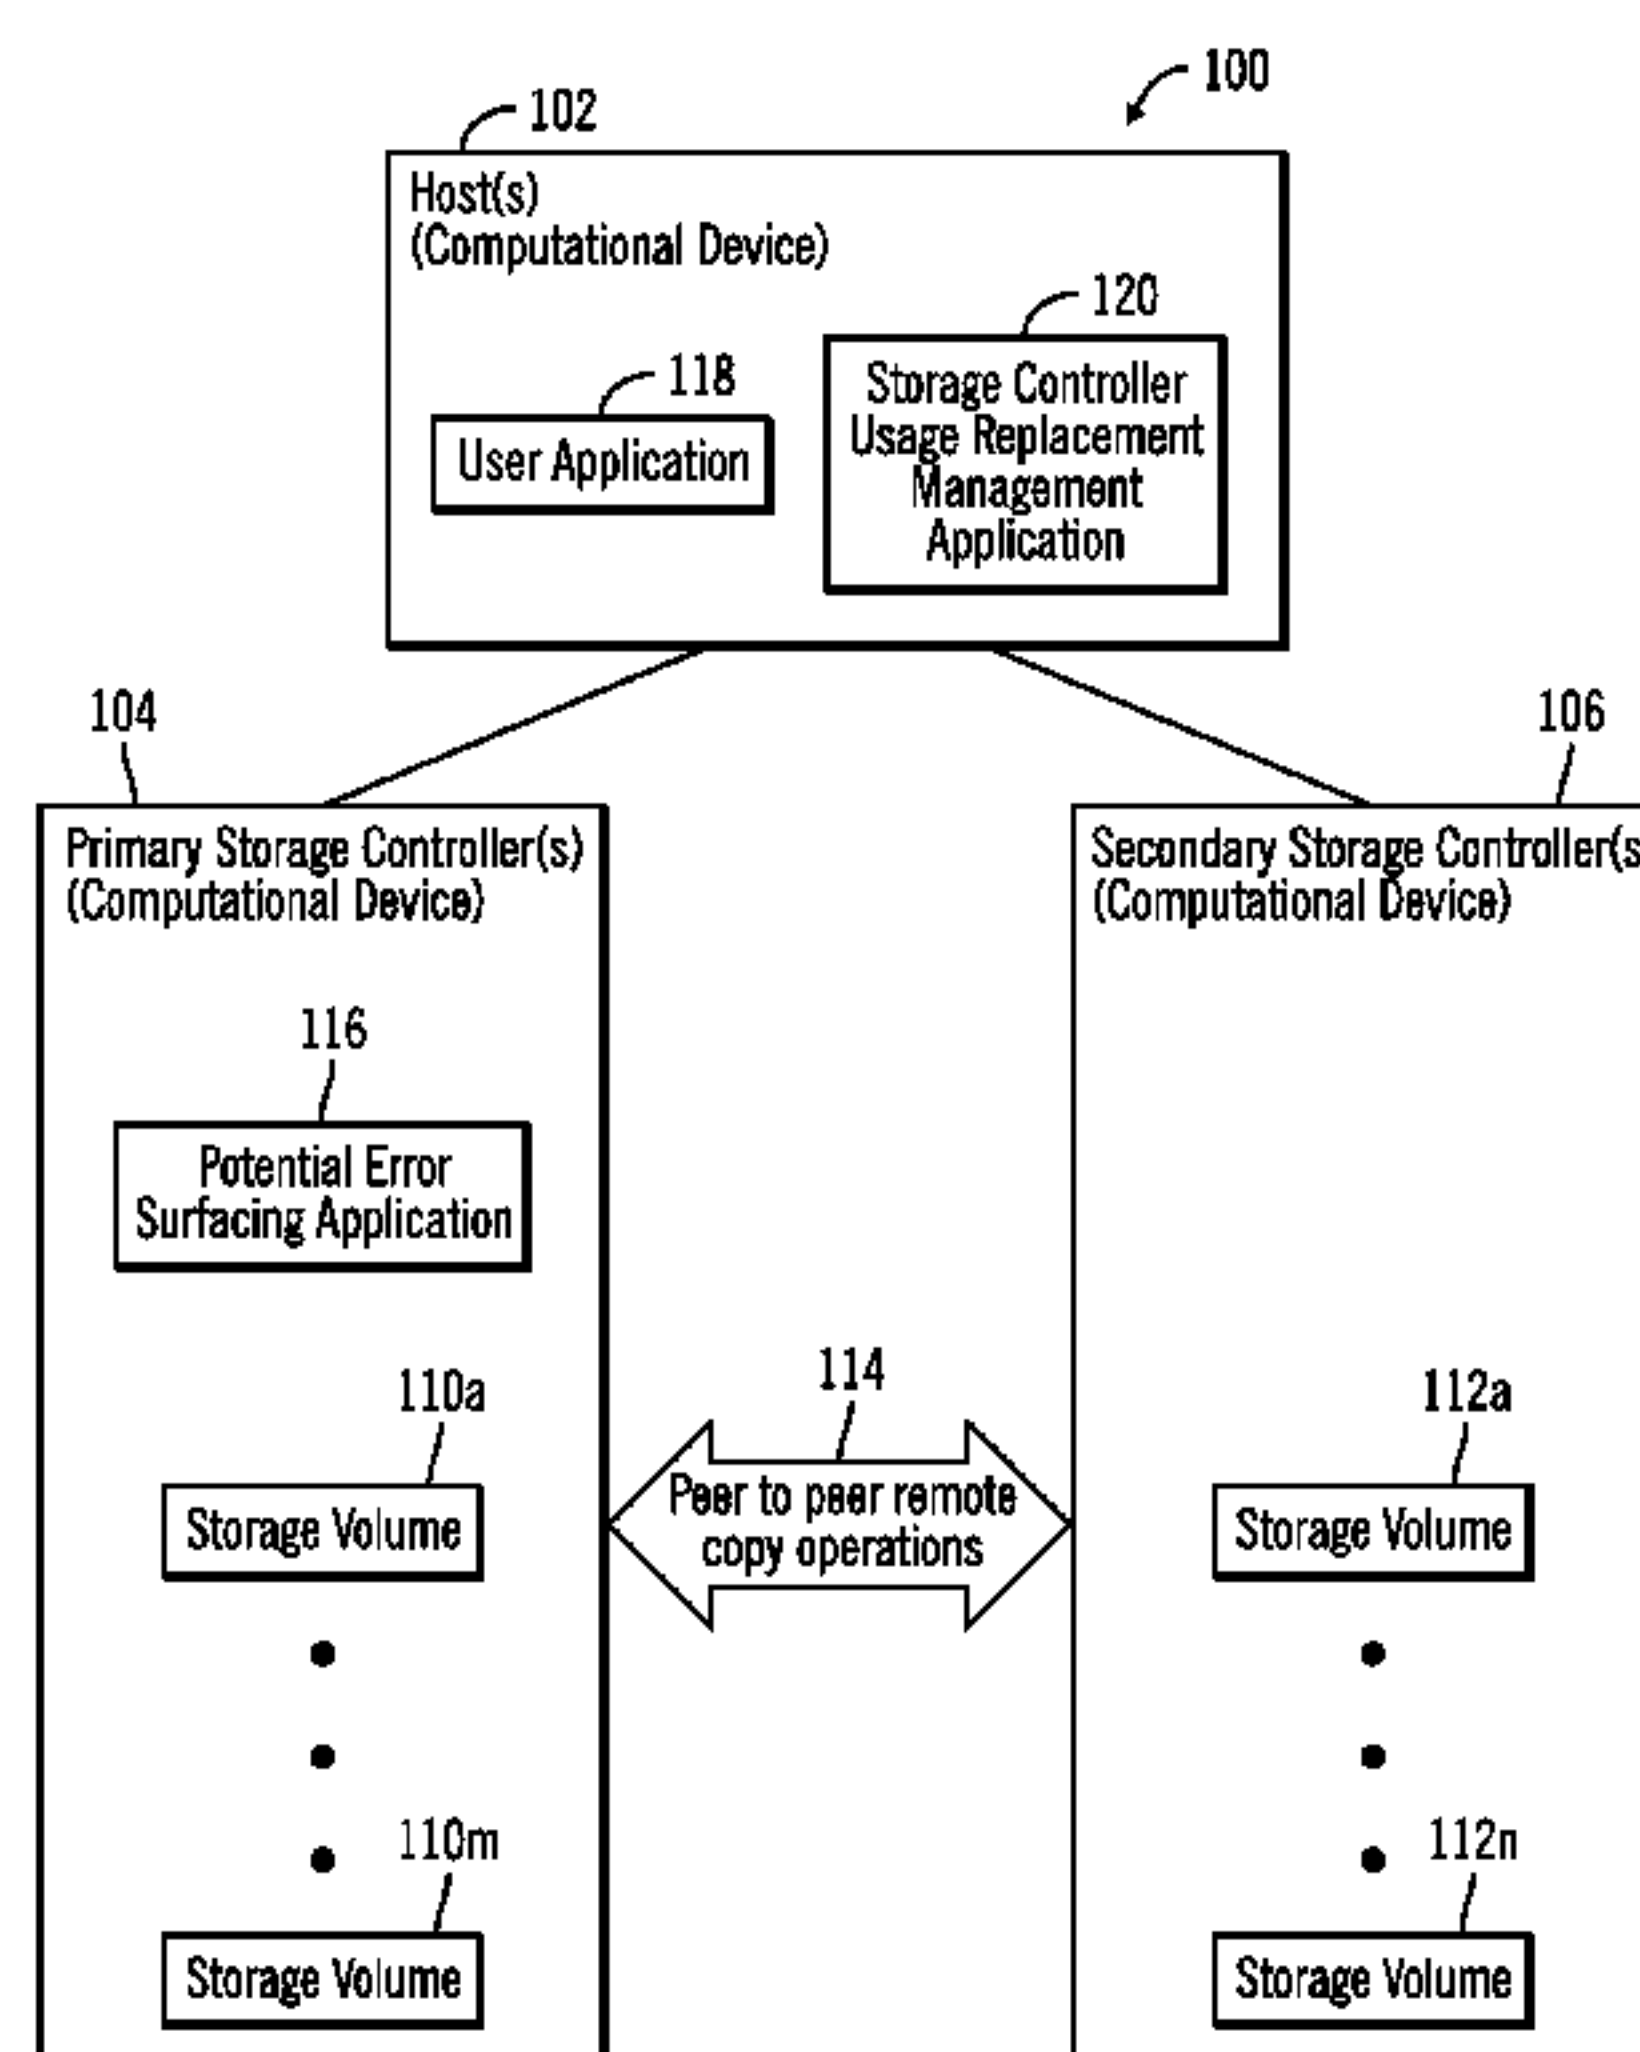 100
102
Host(s)
(Computational Device)
120
118
Storage Controller
Usage Replacement
Management
Application
User Application
104
106
Primary Storage Controller(s)
(Computational Device)
Secondary Storage Controller(s
(Computational Device)
116
Potential Error
Surfacing Application
114
110a
112a
Peer to peer remote
copy operations
Storage Volume
Storage Volume
110m
112n
Storage Volume
Storage Volume